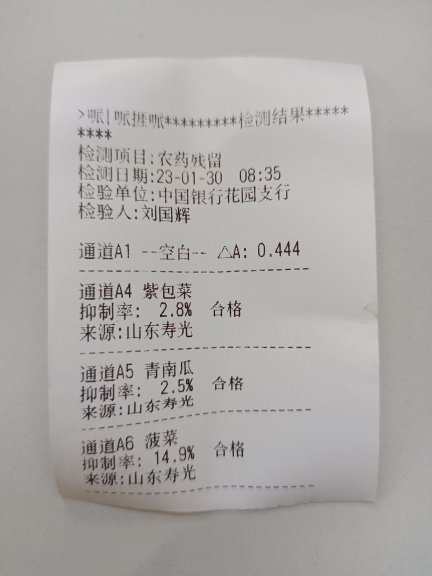 >哌|哌捱哌*********检测结果*****
****
检测项目:农药残留
检测日期:23-01-30 08:35
检验单位:中国银行花园支行
检验人:刘国辉
通道A1 --空白-- △A: 0.444
通道A4 紫包菜
抑制率: 2.8% 合格
来源:山东寿光
通道A5 青南瓜
抑制率: 2.5% 合格
来源:山东寿光
通道A6 菠菜
抑制率: 14.9% 合格
来源:山东寿光